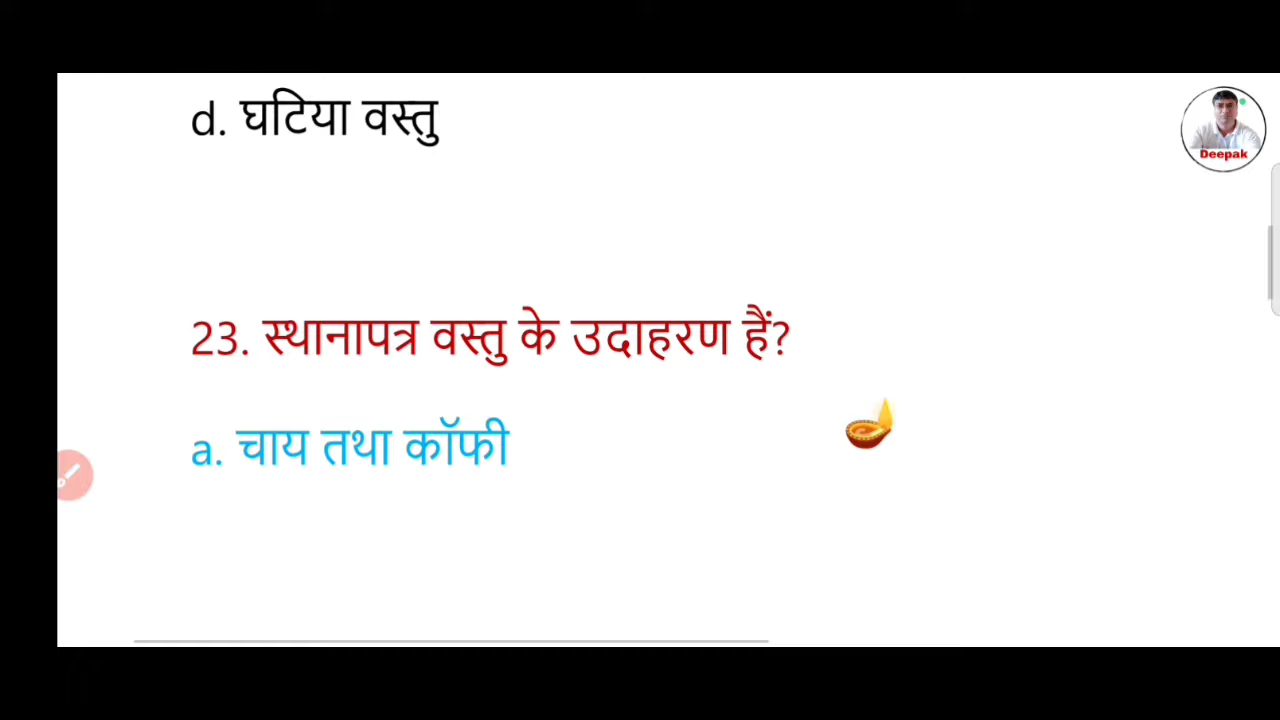 d. घटिया वस्तु
Deepak
23. स्थानापत्र वस्तु के उदाहरण हैं?
a. चाय तथा कॉफी